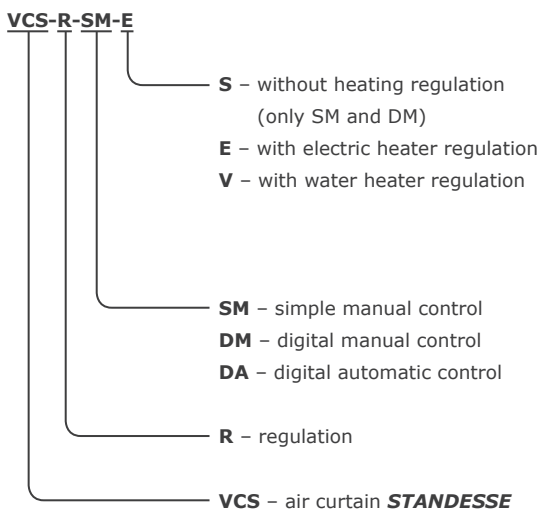 VCS-R-SM-E
S – without heating regulation
(only SM and DM)
E – with electric heater regulation
V – with water heater regulation
SM – simple manual control
DM – digital manual control
DA – digital automatic control
R – regulation
VCS – air curtain STANDESSE